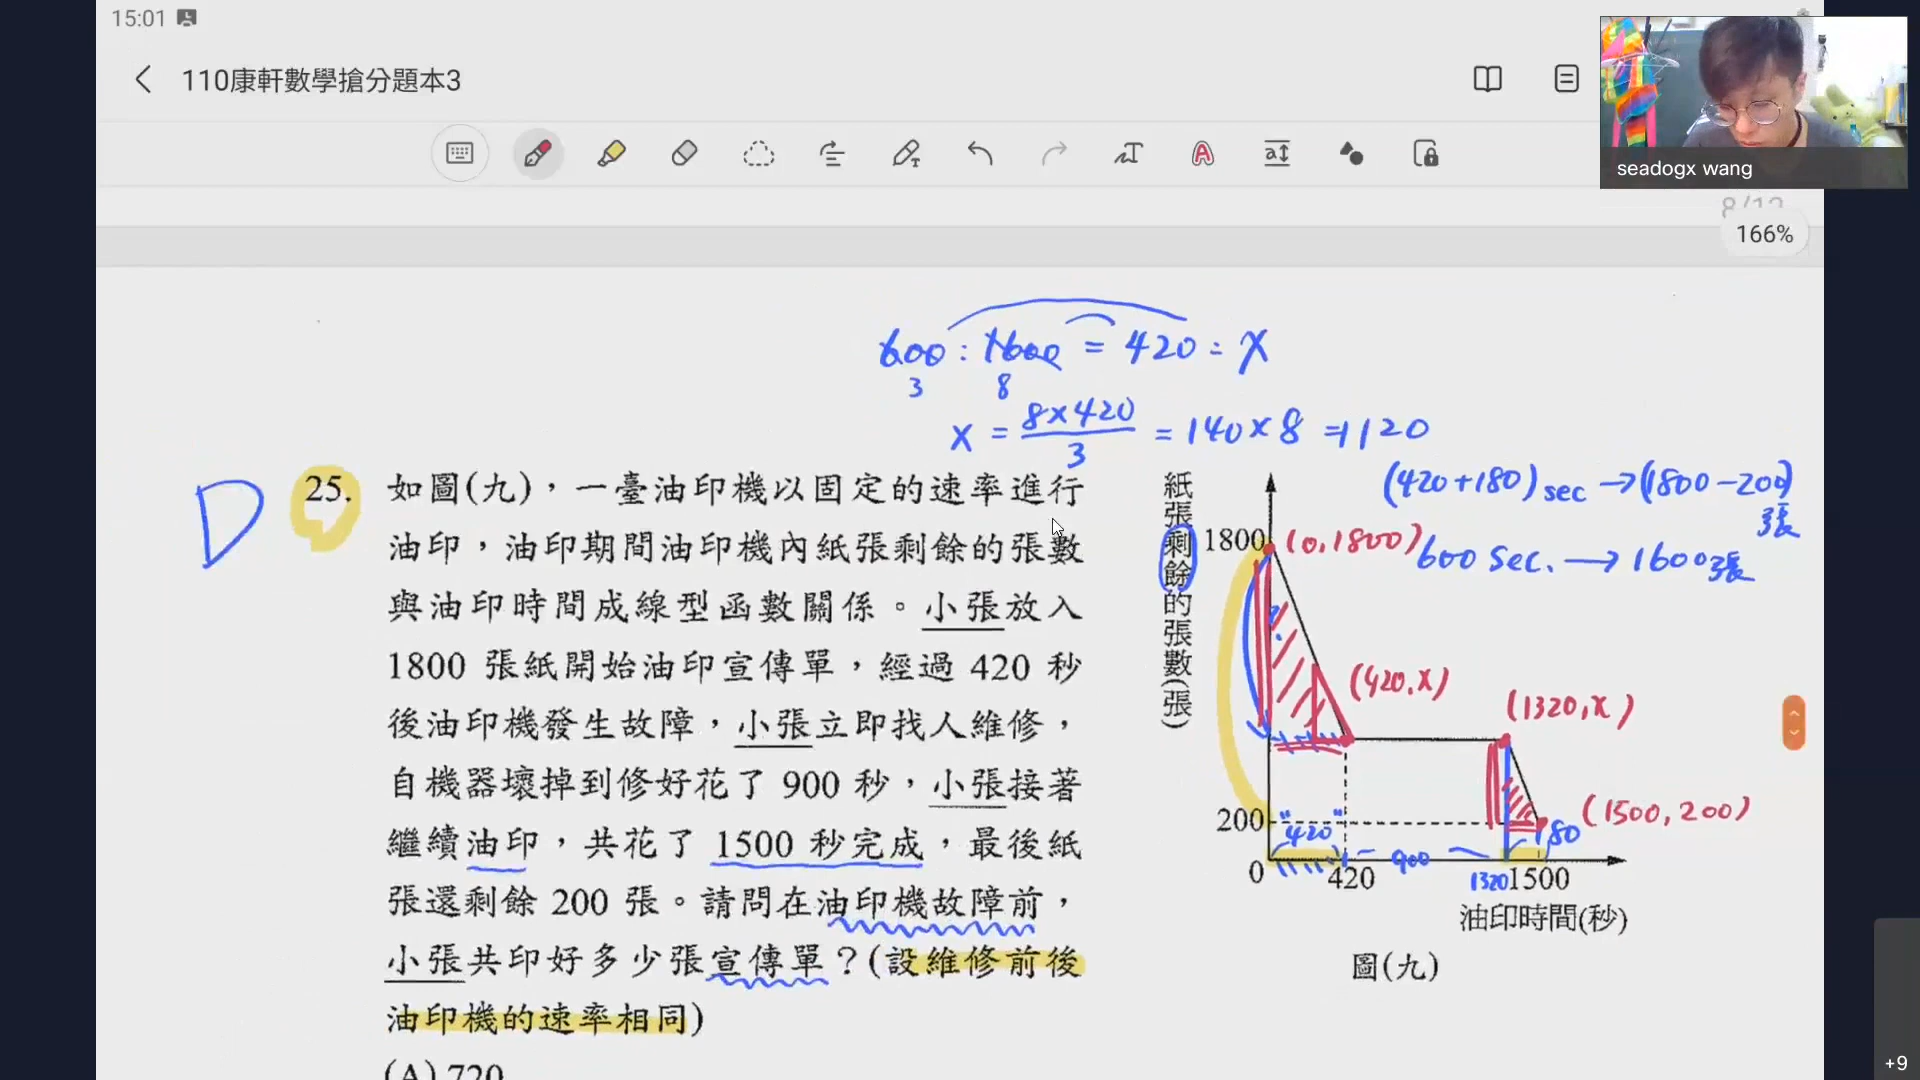 15:01
110康軒數學搶分題本3
seadogx wang
8/12
166%
600 : 1600 = 420 : X
3 8
X = 8×420/3 = 140×8 = 1120
D
25. 如圖(九)，一臺油印機以固定的速率進行
油印，油印期間油印機內紙張剩餘的張數
與油印時間成線型函數關係。小張放入
1800 張紙開始油印宣傳單，經過 420 秒
後油印機發生故障，小張立即找人維修，
自機器壞掉到修好花了 900 秒，小張接著
繼續油印，共花了 1500 秒完成，最後紙
張還剩餘 200 張。請問在油印機故障前，
小張共印好多少張宣傳單？(設維修前後
油印機的速率相同)
(A) 720
紙張剩餘的張數(張)
(420+180) sec → (1800-200)張
1800
(0,1800)
600 sec. → 1600張
?
(420,x)
(1320,x)
(1500,200)
200
"420"
900
180
0
420
1320
1500
油印時間(秒)
圖(九)
+9